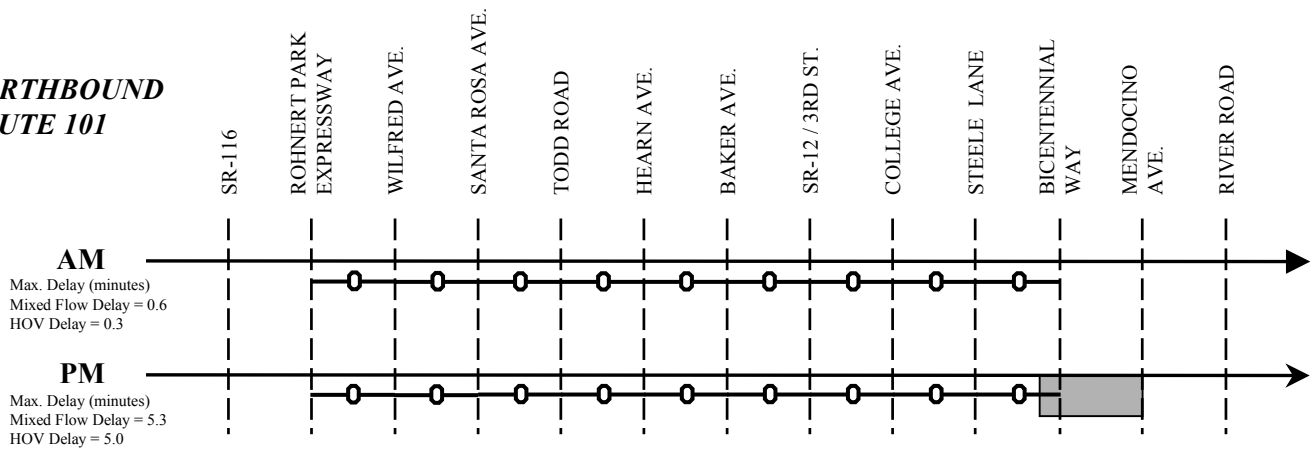 RTHBOUND
UTE 101
SR-116
ROHNERT PARK
EXPRESSWAY
WILFRED AVE.
SANTA ROSA AVE.
TODD ROAD
HEARN AVE.
BAKER AVE.
SR-12 / 3RD ST.
COLLEGE AVE.
STEELE LANE
BICENTENNIAL
WAY
MENDOCINO
AVE.
RIVER ROAD
AM
Max. Delay (minutes)
Mixed Flow Delay = 0.6
HOV Delay = 0.3
PM
Max. Delay (minutes)
Mixed Flow Delay = 5.3
HOV Delay = 5.0